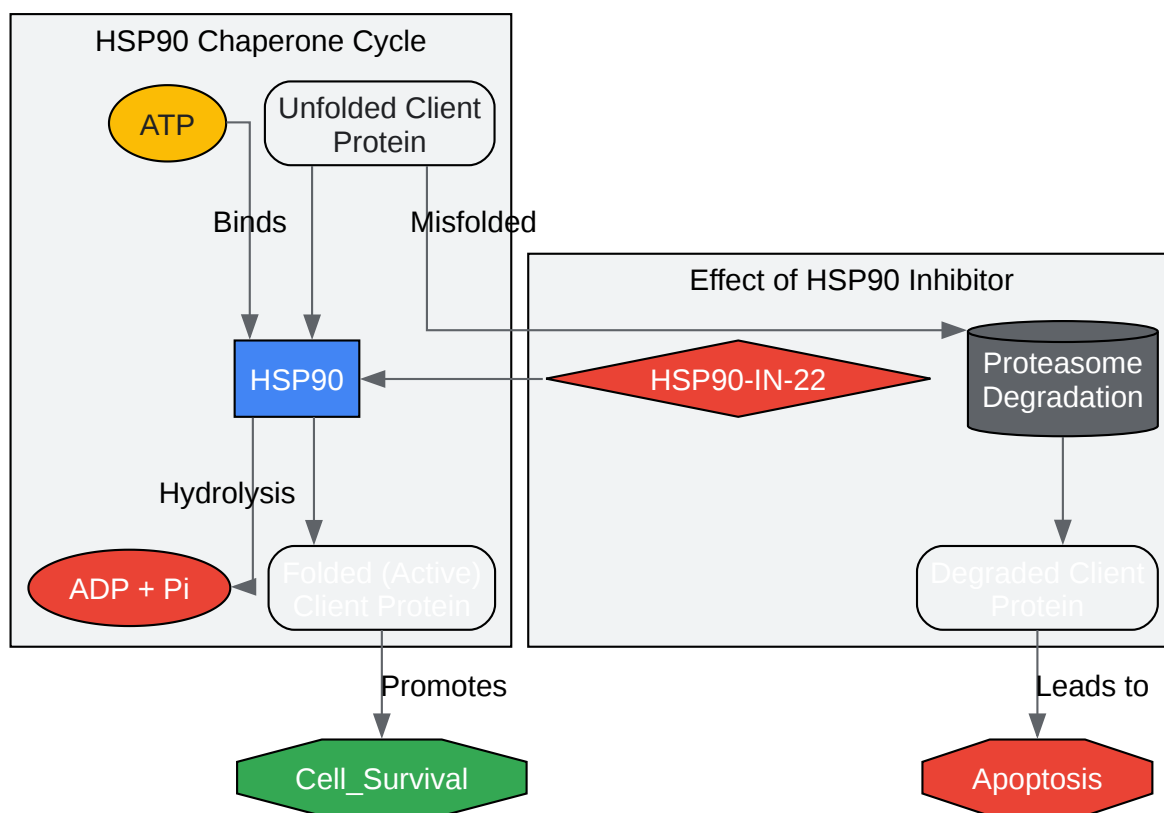 HSP90 Chaperone Cycle
ATP
Unfolded Client
Protein
Binds
Misfolded
Effect of HSP90 Inhibitor
HSP90
HSP90-IN-22
Proteasome
Degradation
Hydrolysis
ADP + Pi
Folded (Active)
Client Protein
Degraded Client
Protein
Promotes
Leads to
Cell_Survival
Apoptosis